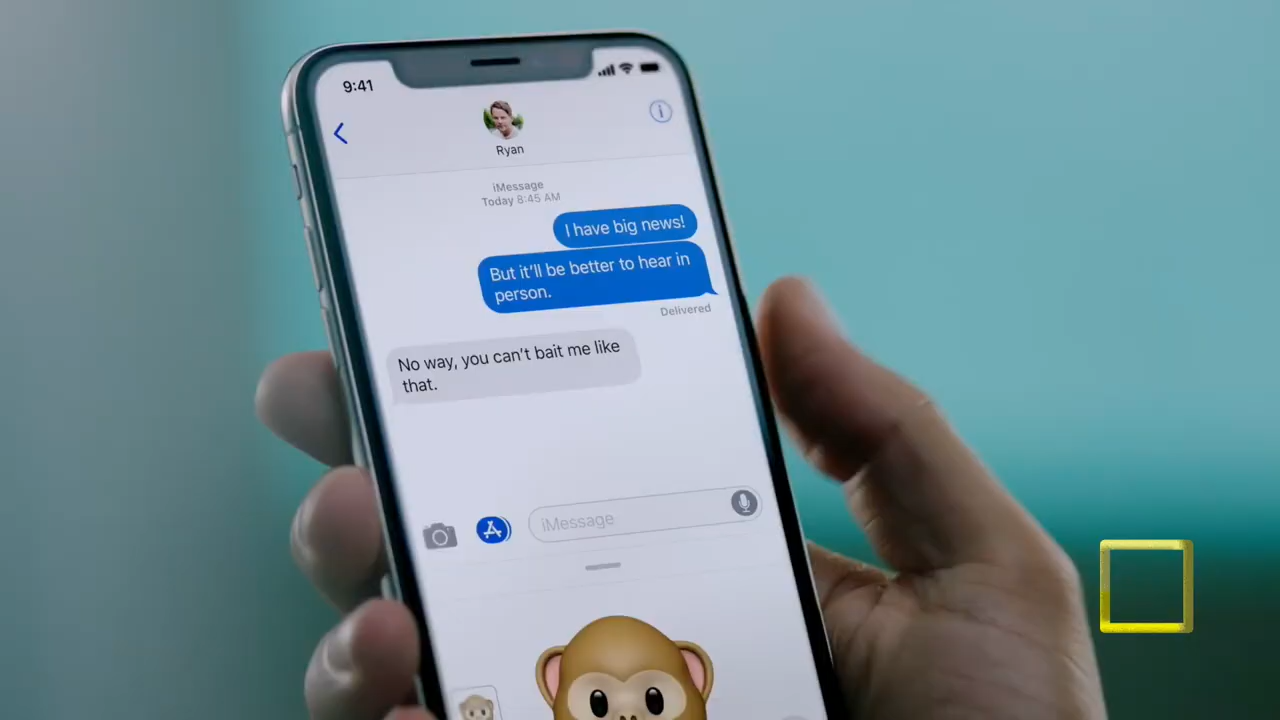 9:41
Ryan
iMessage
Today 8:45 AM
I have big news!
But it'll be better to hear in
person.
Delivered
No way, you can't bait me like
that.
iMessage